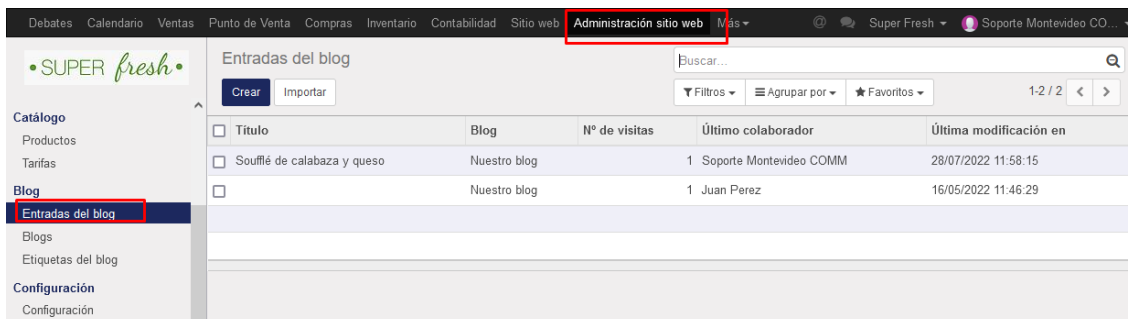 Debates Calendario Ventas Punto de Venta Compras Inventario Contabilidad Sitio web Administración sitio web Más @ Super Fresh Soporte Montevideo CO...
•SUPER fresh•
Entradas del blog
Buscar...
Crear Importar
Filtros Agrupar por Favoritos 1-2 / 2
Catálogo
Productos
Tarifas
Blog
Entradas del blog
Blogs
Etiquetas del blog
Configuración
Configuración
Título Blog Nº de visitas Último colaborador Última modificación en
Soufflé de calabaza y queso Nuestro blog 1 Soporte Montevideo COMM 28/07/2022 11:58:15
Nuestro blog 1 Juan Perez 16/05/2022 11:46:29